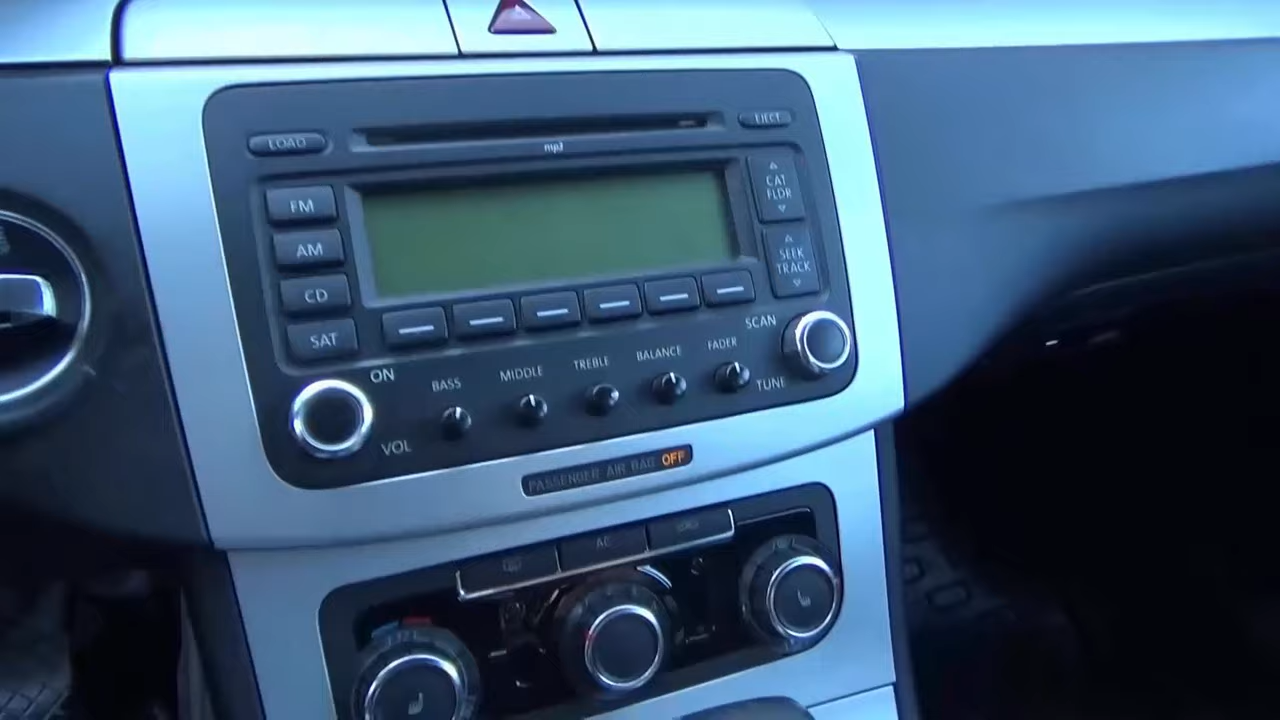 LOAD
EJECT
mp3
FM
AM
CD
SAT
CAT
FLDR
SEEK
TRACK
SCAN
TUNE
ON
VOL
BASS
MIDDLE
TREBLE
BALANCE
FADER
PASSENGER AIR BAG OFF
AC